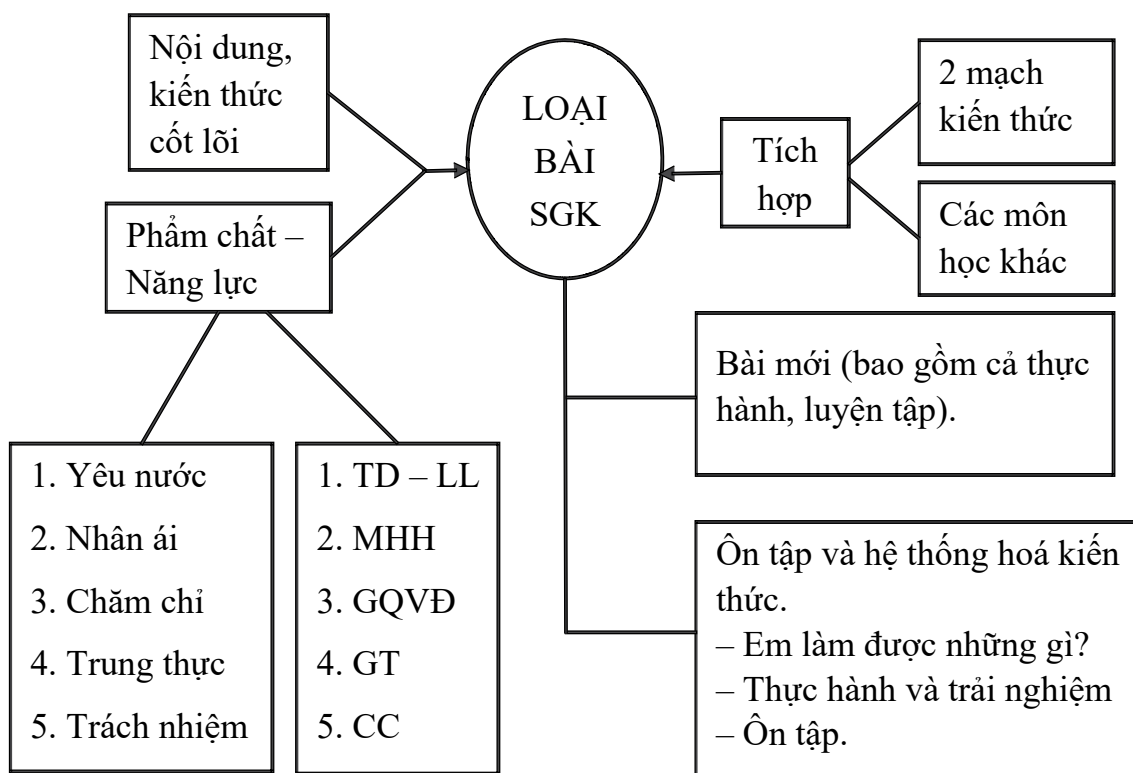 Nội dung,
kiến thức
cốt lõi
Phẩm chất –
Năng lực
LOẠI
BÀI
SGK
Tích
hợp
2 mạch
kiến thức
Các môn
học khác
Bài mới (bao gồm cả thực
hành, luyện tập).
1. Yêu nước
2. Nhân ái
3. Chăm chỉ
4. Trung thực
5. Trách nhiệm
1. TD – LL
2. MHH
3. GQVĐ
4. GT
5. CC
Ôn tập và hệ thống hoá kiến
thức.
– Em làm được những gì?
– Thực hành và trải nghiệm
– Ôn tập.